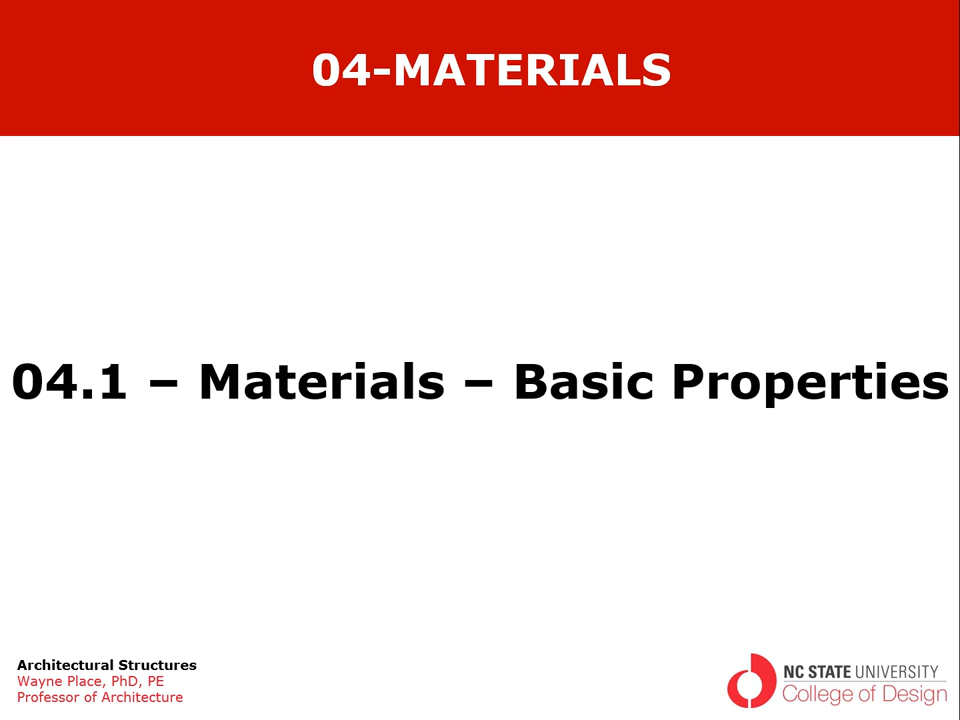 04-MATERIALS
04.1 – Materials – Basic Properties
Architectural Structures
Wayne Place, PhD, PE
Professor of Architecture
NC STATE UNIVERSITY
College of Design